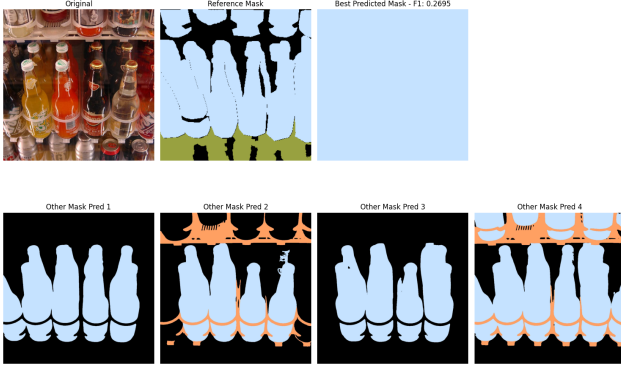 Original
Reference Mask
Best Predicted Mask - F1: 0.2695
Other Mask Pred 1
Other Mask Pred 2
Other Mask Pred 3
Other Mask Pred 4